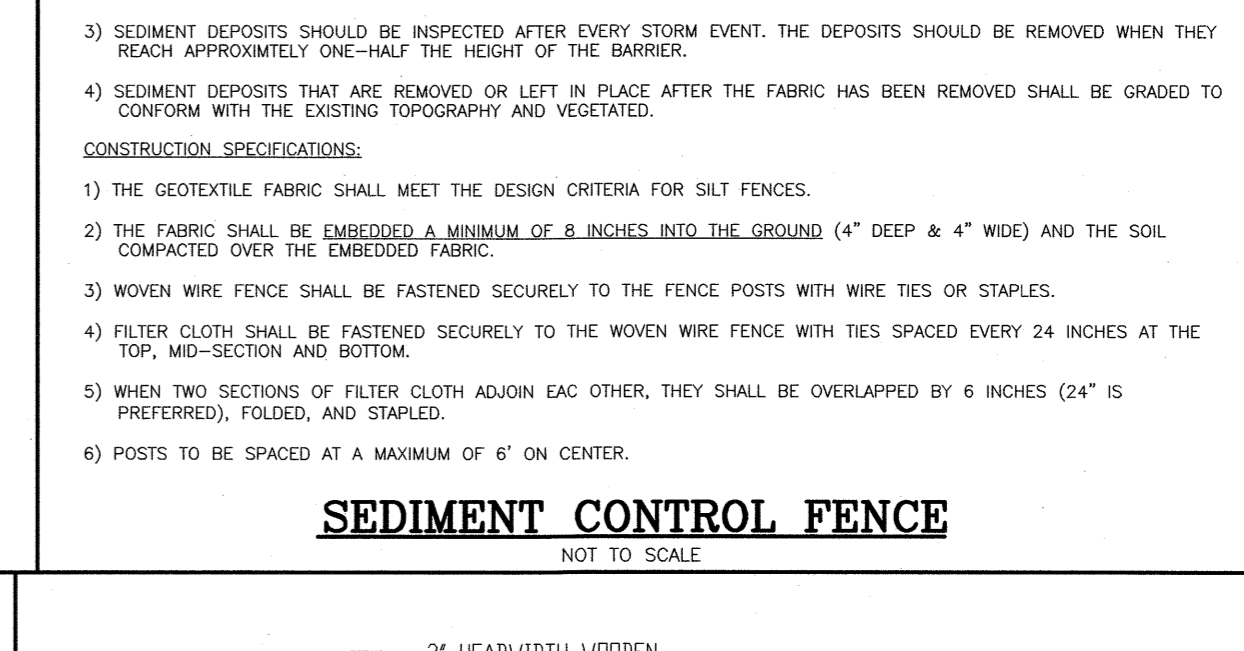 3) SEDIMENT DEPOSITS SHOULD BE INSPECTED AFTER EVERY STORM EVENT. THE DEPOSITS SHOULD BE REMOVED WHEN THEY
REACH APPROXIMTELY ONE-HALF THE HEIGHT OF THE BARRIER.
4) SEDIMENT DEPOSITS THAT ARE REMOVED OR LEFT IN PLACE AFTER THE FABRIC HAS BEEN REMOVED SHALL BE GRADED TO
CONFORM WITH THE EXISTING TOPOGRAPHY AND VEGETATED.
CONSTRUCTION SPECIFICATIONS:
1) THE GEOTEXTILE FABRIC SHALL MEET THE DESIGN CRITERIA FOR SILT FENCES.
2) THE FABRIC SHALL BE EMBEDDED A MINIMUM OF 8 INCHES INTO THE GROUND (4" DEEP & 4" WIDE) AND THE SOIL
COMPACTED OVER THE EMBEDDED FABRIC.
3) WOVEN WIRE FENCE SHALL BE FASTENED SECURELY TO THE FENCE POSTS WITH WIRE TIES OR STAPLES.
4) FILTER CLOTH SHALL BE FASTENED SECURELY TO THE WOVEN WIRE FENCE WITH TIES SPACED EVERY 24 INCHES AT THE
TOP, MID-SECTION AND BOTTOM.
5) WHEN TWO SECTIONS OF FILTER CLOTH ADJOIN EAC OTHER, THEY SHALL BE OVERLAPPED BY 6 INCHES (24" IS
PREFERRED), FOLDED, AND STAPLED.
6) POSTS TO BE SPACED AT A MAXIMUM OF 6' ON CENTER.
SEDIMENT CONTROL FENCE
NOT TO SCALE
WOODEN